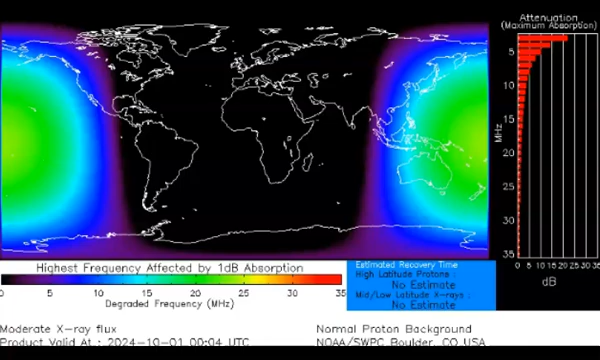 Attenuation
(Maximum Absorption)
5
10
15
20
25
30
35
MHz
0 5 10 15 20 25 30 35
dB
Highest Frequency Affected by 1dB Absorption
0 5 10 15 20 25 30 35
Degraded Frequency (MHz)
Estimated Recovery Time
High Latitude Protons
No Estimate
Mid/Low Latitude X-rays :
No Estimate
Moderate X-ray flux
Normal Proton Background
Product Valid At : 2024-10-01 00:04 UTC
NOAA/SWPC Boulder, CO USA